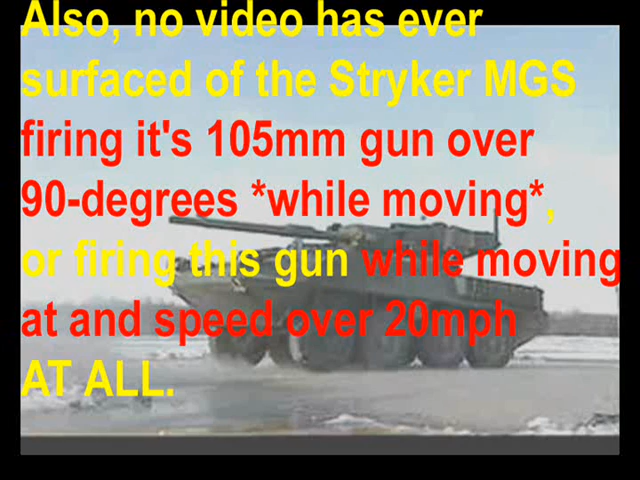 Also, no video has ever
surfaced of the Stryker MGS
firing it's 105mm gun over
90-degrees *while moving*,
or firing this gun while moving
at and speed over 20mph
AT ALL.